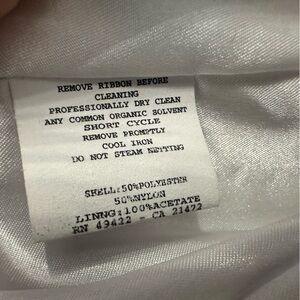 REMOVE RIBBON BEFORE
CLEANING
PROFESSIONALLY DRY CLEAN
ANY COMMON ORGANIC SOLVENT
SHORT CYCLE
REMOVE PROMPTLY
COOL IRON
DO NOT STEAM NETTING
SHELL:50%POLYESTER
50%NYLON
LINNG:100%ACETATE
RN 49422 - CA 21472